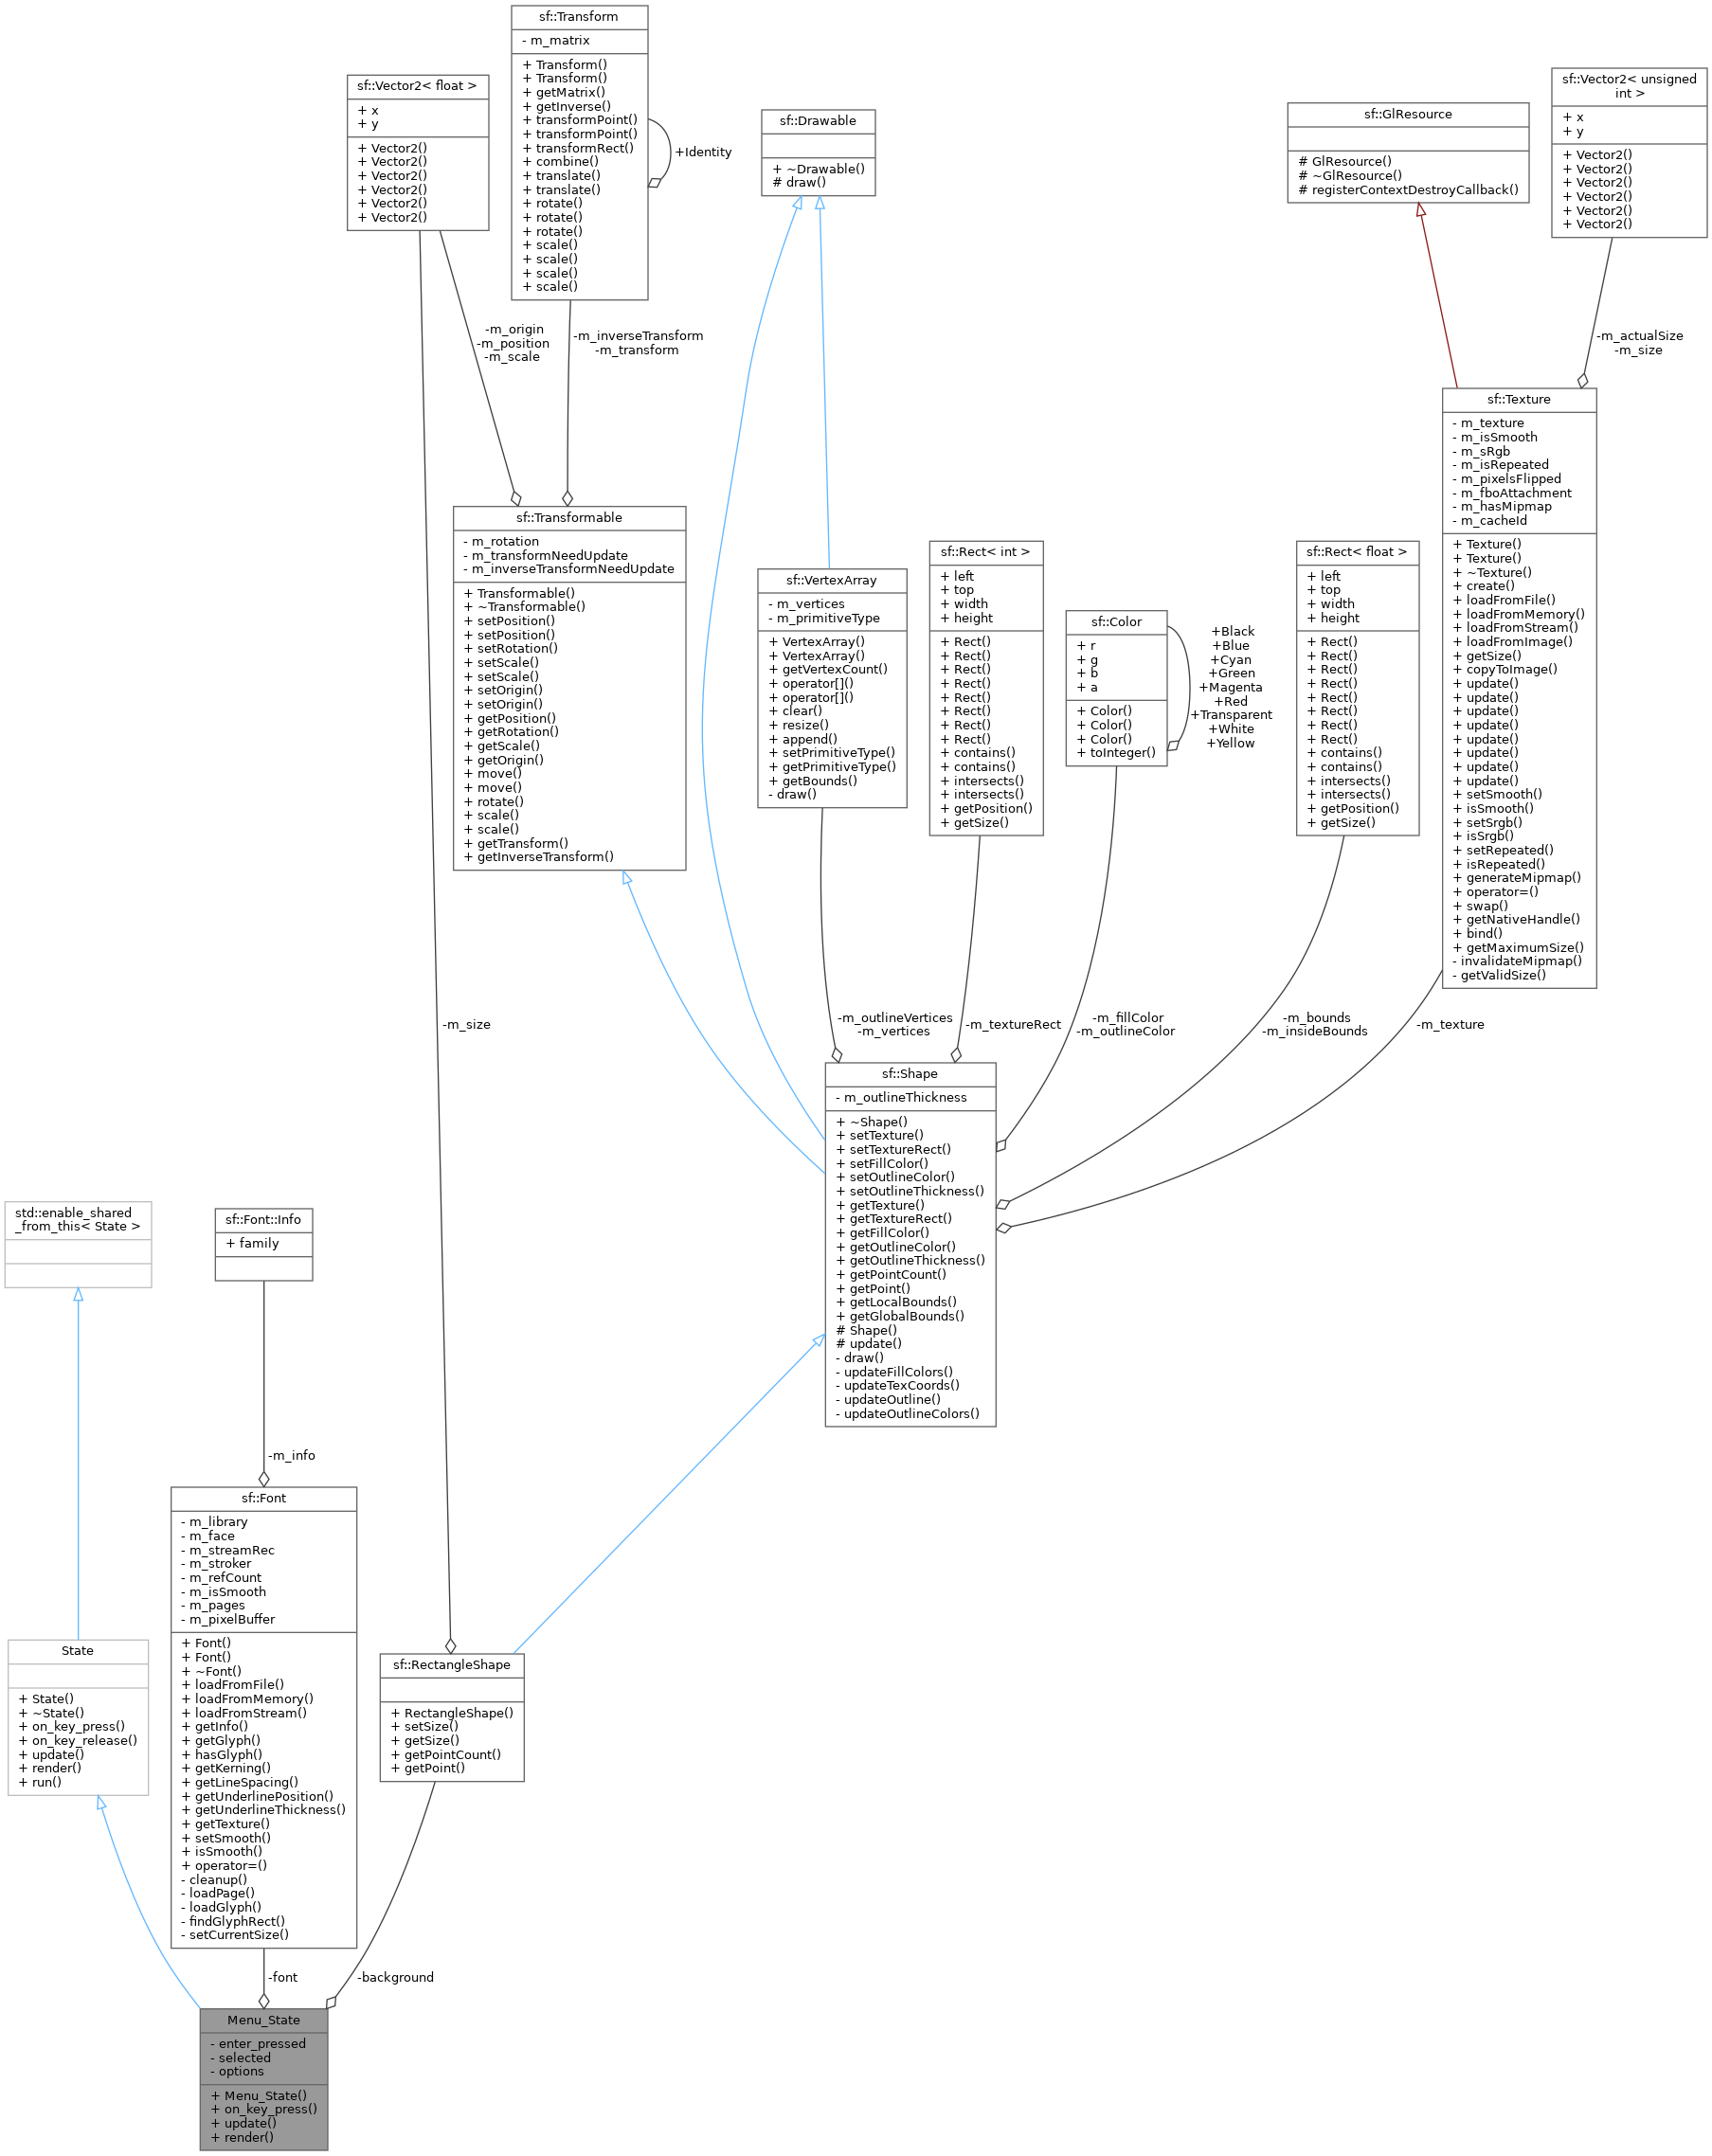 sf::Transform
- m_matrix
+ Transform()
+ Transform()
+ getMatrix()
+ getInverse()
+ transformPoint()
+ transformPoint()
+ transformRect()
+ combine()
+ translate()
+ translate()
+ rotate()
+ rotate()
+ rotate()
+ scale()
+ scale()
+ scale()
+ scale()
+Identity
sf::Vector2< float >
+ x
+ y
+ Vector2()
+ Vector2()
+ Vector2()
+ Vector2()
+ Vector2()
+ Vector2()
sf::Drawable
+ ~Drawable()
# draw()
sf::GlResource
# GlResource()
# ~GlResource()
# registerContextDestroyCallback()
sf::Vector2< unsigned
int >
+ x
+ y
+ Vector2()
+ Vector2()
+ Vector2()
+ Vector2()
+ Vector2()
+ Vector2()
-m_origin
-m_position
-m_scale
-m_inverseTransform
-m_transform
-m_actualSize
-m_size
sf::Transformable
- m_rotation
- m_transformNeedUpdate
- m_inverseTransformNeedUpdate
+ Transformable()
+ ~Transformable()
+ setPosition()
+ setPosition()
+ setRotation()
+ setScale()
+ setScale()
+ setOrigin()
+ setOrigin()
+ getPosition()
+ getRotation()
+ getScale()
+ getOrigin()
+ move()
+ move()
+ rotate()
+ scale()
+ scale()
+ getTransform()
+ getInverseTransform()
sf::VertexArray
- m_vertices
- m_primitiveType
+ VertexArray()
+ VertexArray()
+ getVertexCount()
+ operator[]()
+ operator[]()
+ clear()
+ resize()
+ append()
+ setPrimitiveType()
+ getPrimitiveType()
+ getBounds()
- draw()
sf::Rect< int >
+ left
+ top
+ width
+ height
+ Rect()
+ Rect()
+ Rect()
+ Rect()
+ Rect()
+ Rect()
+ Rect()
+ Rect()
+ contains()
+ contains()
+ intersects()
+ intersects()
+ getPosition()
+ getSize()
sf::Color
+ r
+ g
+ b
+ a
+ Color()
+ Color()
+ Color()
+ toInteger()
+Black
+Blue
+Cyan
+Green
+Magenta
+Red
+Transparent
+White
+Yellow
sf::Rect< float >
+ left
+ top
+ width
+ height
+ Rect()
+ Rect()
+ Rect()
+ Rect()
+ Rect()
+ Rect()
+ Rect()
+ Rect()
+ contains()
+ contains()
+ intersects()
+ intersects()
+ getPosition()
+ getSize()
sf::Texture
- m_texture
- m_isSmooth
- m_sRgb
- m_isRepeated
- m_pixelsFlipped
- m_fboAttachment
- m_hasMipmap
- m_cacheId
+ Texture()
+ Texture()
+ ~Texture()
+ create()
+ loadFromFile()
+ loadFromMemory()
+ loadFromStream()
+ loadFromImage()
+ getSize()
+ copyToImage()
+ update()
+ update()
+ update()
+ update()
+ update()
+ update()
+ update()
+ update()
+ setSmooth()
+ isSmooth()
+ setSrgb()
+ isSrgb()
+ setRepeated()
+ isRepeated()
+ generateMipmap()
+ operator=()
+ swap()
+ getNativeHandle()
+ bind()
+ getMaximumSize()
- invalidateMipmap()
- getValidSize()
-m_size
-m_outlineVertices
-m_vertices
-m_textureRect
-m_fillColor
-m_outlineColor
-m_bounds
-m_insideBounds
-m_texture
sf::Shape
- m_outlineThickness
+ ~Shape()
+ setTexture()
+ setTextureRect()
+ setFillColor()
+ setOutlineColor()
+ setOutlineThickness()
+ getTexture()
+ getTextureRect()
+ getFillColor()
+ getOutlineColor()
+ getOutlineThickness()
+ getPointCount()
+ getPoint()
+ getLocalBounds()
+ getGlobalBounds()
# Shape()
# update()
- draw()
- updateFillColors()
- updateTexCoords()
- updateOutline()
- updateOutlineColors()
std::enable_shared
_from_this< State >
sf::Font::Info
+ family
-m_info
sf::Font
- m_library
- m_face
- m_streamRec
- m_stroker
- m_refCount
- m_isSmooth
- m_pages
- m_pixelBuffer
+ Font()
+ Font()
+ ~Font()
+ loadFromFile()
+ loadFromMemory()
+ loadFromStream()
+ getInfo()
+ getGlyph()
+ hasGlyph()
+ getKerning()
+ getLineSpacing()
+ getUnderlinePosition()
+ getUnderlineThickness()
+ getTexture()
+ setSmooth()
+ isSmooth()
+ operator=()
- cleanup()
- loadPage()
- loadGlyph()
- findGlyphRect()
- setCurrentSize()
State
+ State()
+ ~State()
+ on_key_press()
+ on_key_release()
+ update()
+ render()
+ run()
sf::RectangleShape
+ RectangleShape()
+ setSize()
+ getSize()
+ getPointCount()
+ getPoint()
-font
-background
Menu_State
- enter_pressed
- selected
- options
+ Menu_State()
+ on_key_press()
+ update()
+ render()